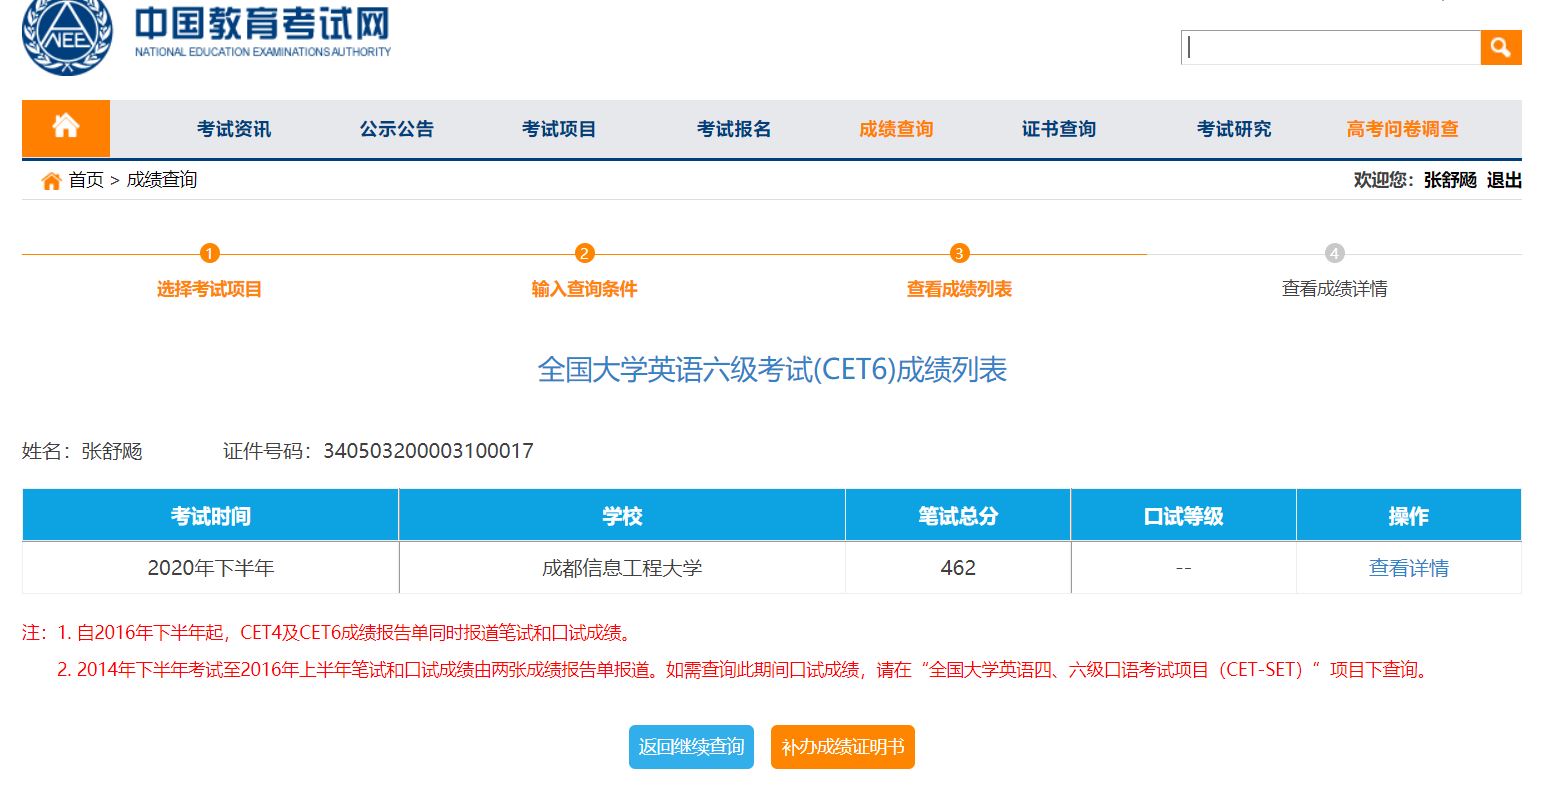 NEEA
中国教育考试网
NATIONAL EDUCATION EXAMINATIONS AUTHORITY
考试资讯 公示公告 考试项目 考试报名 成绩查询 证书查询 考试研究 高考问卷调查
首页 > 成绩查询 欢迎您：张舒飏 退出
1 2 3 4
选择考试项目 输入查询条件 查看成绩列表 查看成绩详情
全国大学英语六级考试(CET6)成绩列表
姓名：张舒飏 证件号码：340503200003100017
考试时间 学校 笔试总分 口试等级 操作
2020年下半年 成都信息工程大学 462 -- 查看详情
注：1. 自2016年下半年起，CET4及CET6成绩报告单同时报道笔试和口试成绩。
2. 2014年下半年考试至2016年上半年笔试和口试成绩由两张成绩报告单报道。如需查询此期间口试成绩，请在“全国大学英语四、六级口语考试项目（CET-SET）”项目下查询。
返回继续查询 补办成绩证明书